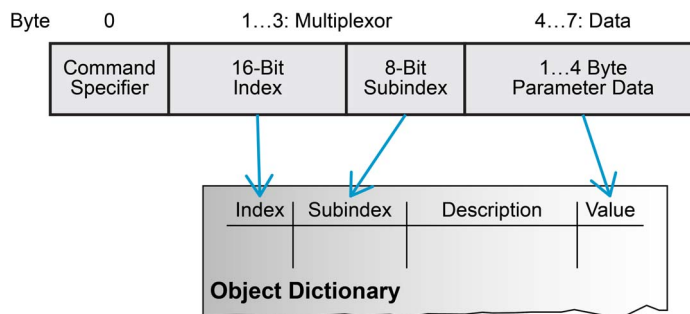 Byte 0 1…3: Multiplexor 4…7: Data
Command
Specifier
16-Bit
Index
8-Bit
Subindex
1…4 Byte
Parameter Data
Index Subindex Description Value
Object Dictionary